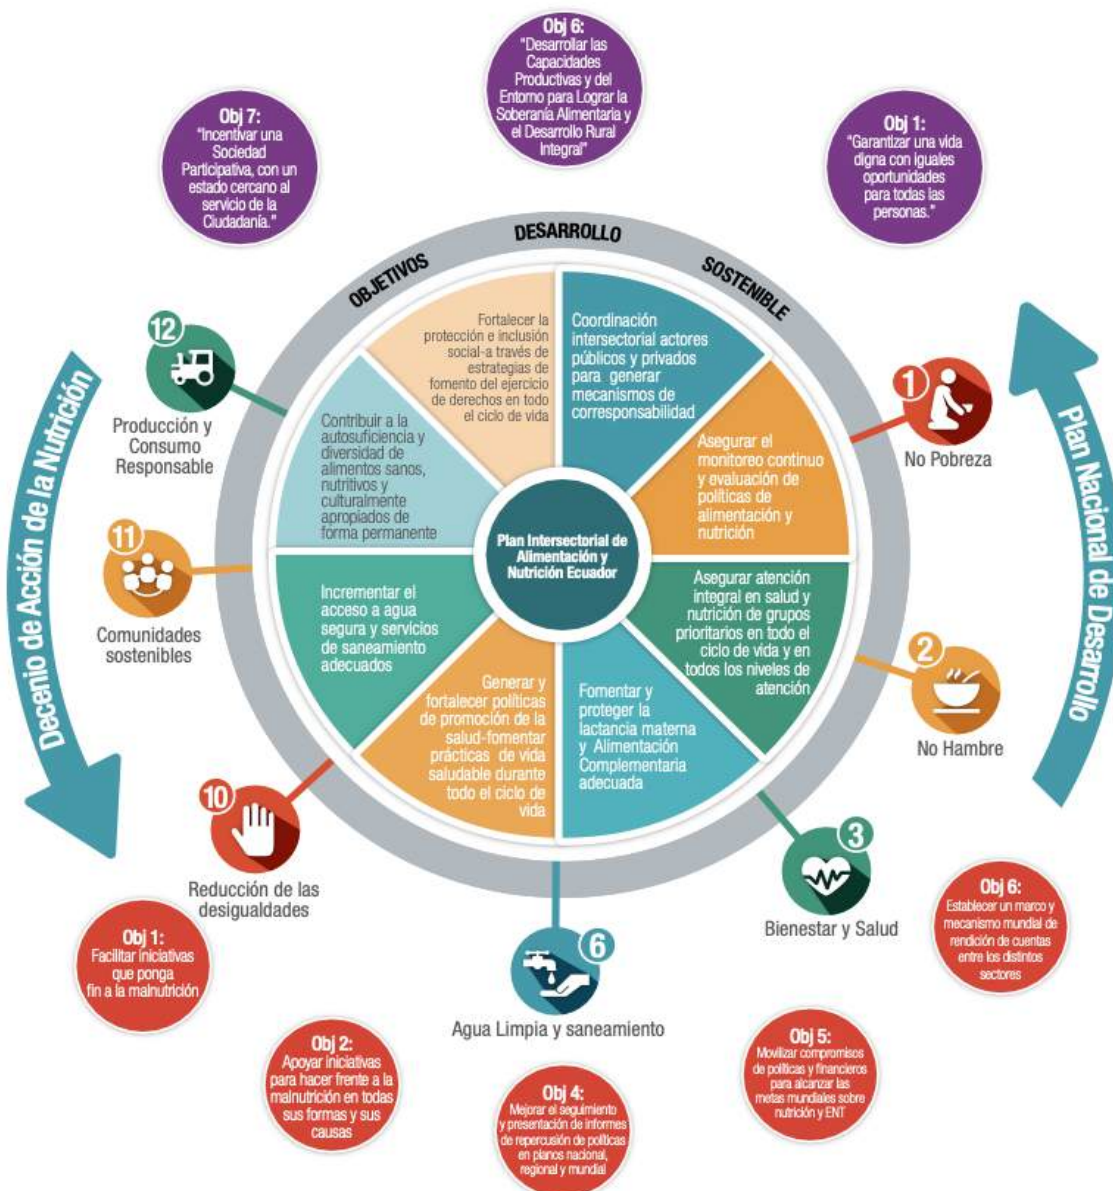 Obj 6:
"Desarrollar las
Capacidades
Productivas y del
Entorno para Lograr la
Soberanía Alimentaria y
el Desarrollo Rural
Integral"
Obj 7:
"Incentivar una
Sociedad
Participativa, con un
estado cercano al
servicio de la
Ciudadanía."
Obj 1:
"Garantizar una vida
digna con iguales
oportunidades
para todas las
personas."
OBJETIVOS DESARROLLO SOSTENIBLE
Decenio de Acción de la Nutrición
Plan Nacional de Desarrollo
Fortalecer la
protección e inclusión
social-a través de
estrategias de
fomento del ejercicio
de derechos en todo
el ciclo de vida
Coordinación
intersectorial actores
públicos y privados
para generar
mecanismos de
corresponsabilidad
Contribuir a la
autosuficiencia y
diversidad de
alimentos sanos,
nutritivos y
culturalmente
apropiados de
forma permanente
Asegurar el
monitoreo continuo
y evaluación de
políticas de
alimentación y
nutrición
Plan Intersectorial de
Alimentación y
Nutrición Ecuador
Incrementar el
acceso a agua
segura y servicios
de saneamiento
adecuados
Asegurar atención
integral en salud y
nutrición de grupos
prioritarios en todo el
ciclo de vida y en
todos los niveles de
atención
Generar y
fortalecer políticas
de promoción de la
salud-fomentar
prácticas de vida
saludable durante
todo el ciclo de
vida
Fomentar y
proteger la
lactancia materna
y Alimentación
Complementaria
adecuada
12
Producción y
Consumo
Responsable
1
No Pobreza
11
Comunidades
sostenibles
2
No Hambre
10
Reducción de las
desigualdades
3
Bienestar y Salud
6
Agua Limpia y saneamiento
Obj 1:
Facilitar iniciativas
que ponga
fin a la malnutrición
Obj 2:
Apoyar iniciativas
para hacer frente a la
malnutrición en todas
sus formas y sus
causas
Obj 4:
Mejorar el seguimiento
y presentación de informes
de repercusión de políticas
en planos nacional,
regional y mundial
Obj 5:
Movilizar compromisos
de políticas y financieros
para alcanzar las
metas mundiales sobre
nutrición y ENT
Obj 6:
Establecer un marco y
mecanismo mundial de
rendición de cuentas
entre los distintos
sectores